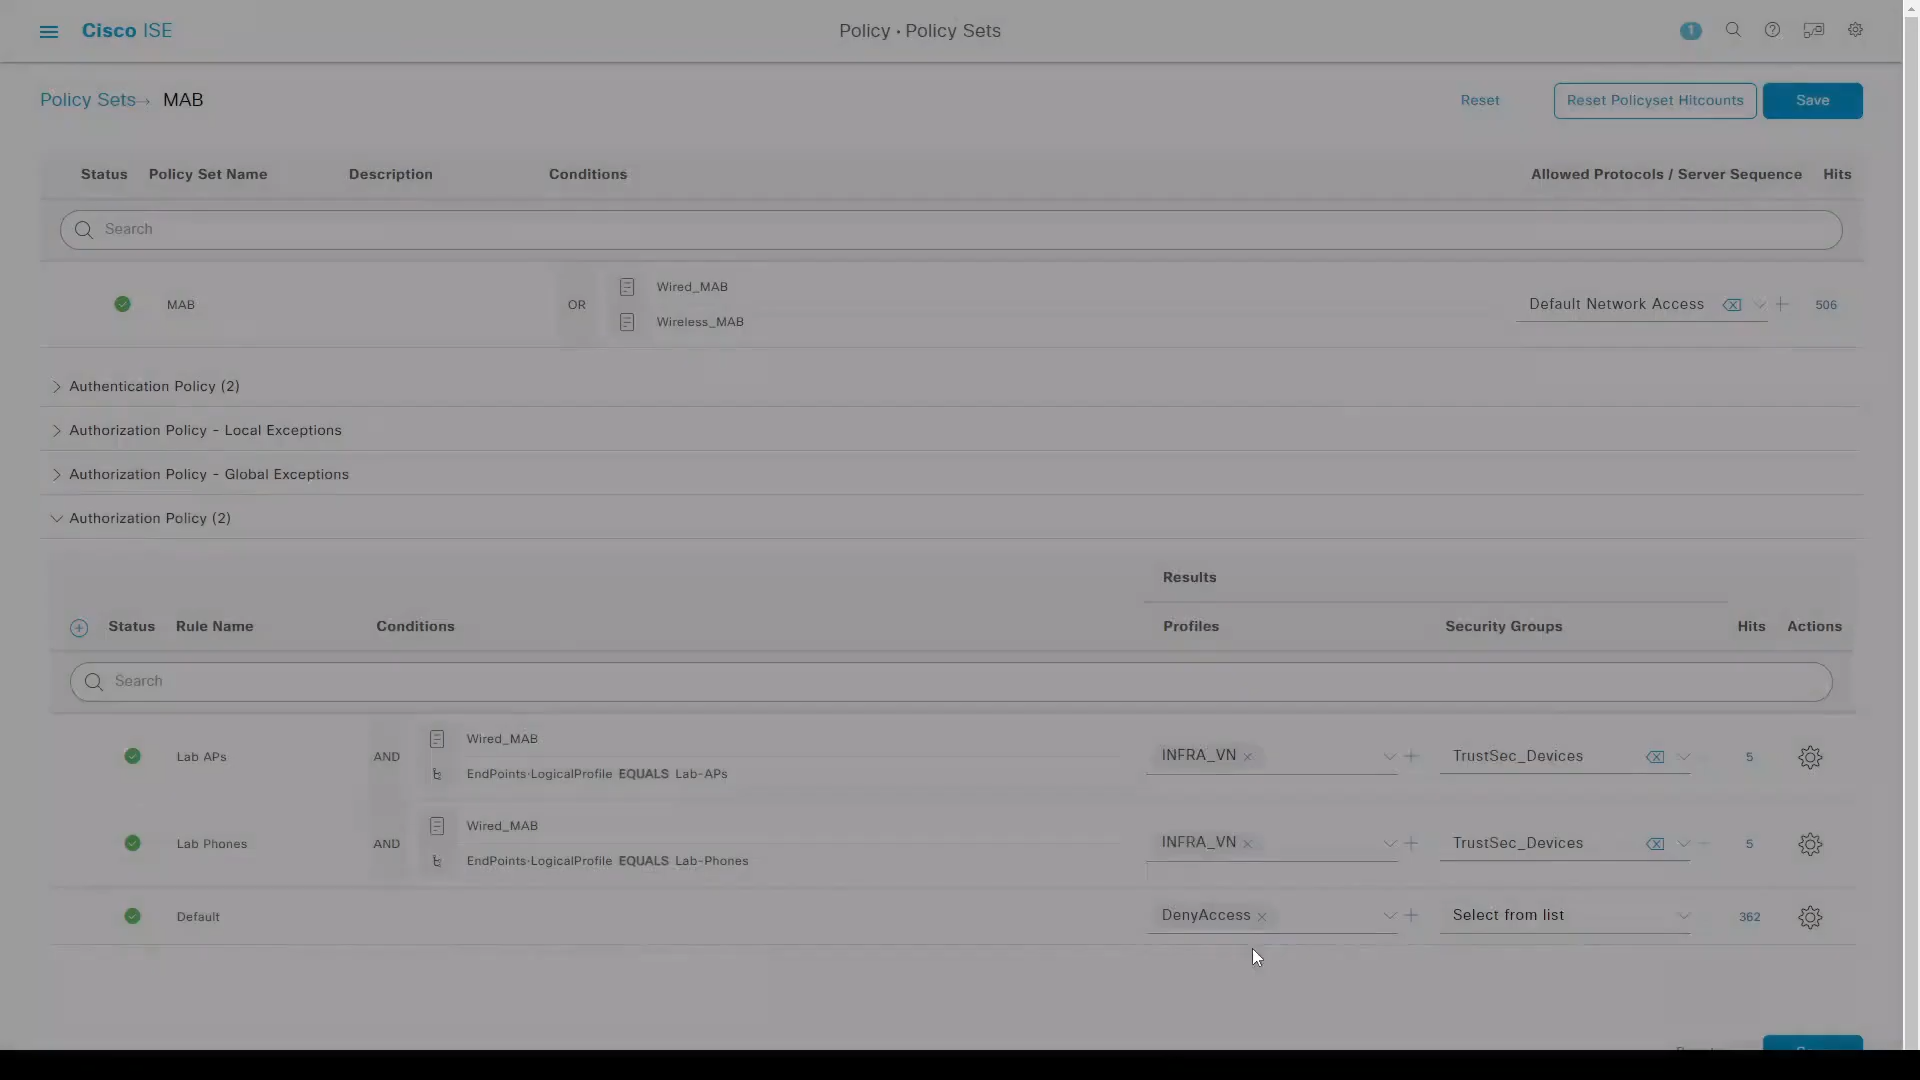 Cisco ISE
Policy · Policy Sets
1
Policy Sets→ MAB
Reset
Reset Policyset Hitcounts
Save
Status Policy Set Name Description Conditions Allowed Protocols / Server Sequence Hits
Search
MAB
OR
Wired_MAB
Wireless_MAB
Default Network Access
506
Authentication Policy (2)
Authorization Policy - Local Exceptions
Authorization Policy - Global Exceptions
Authorization Policy (2)
Results
Status Rule Name Conditions Profiles Security Groups Hits Actions
Search
Lab APs
AND
Wired_MAB
EndPoints·LogicalProfile EQUALS Lab-APs
INFRA_VN
TrustSec_Devices
5
Lab Phones
AND
Wired_MAB
EndPoints·LogicalProfile EQUALS Lab-Phones
INFRA_VN
TrustSec_Devices
5
Default
DenyAccess
Select from list
362